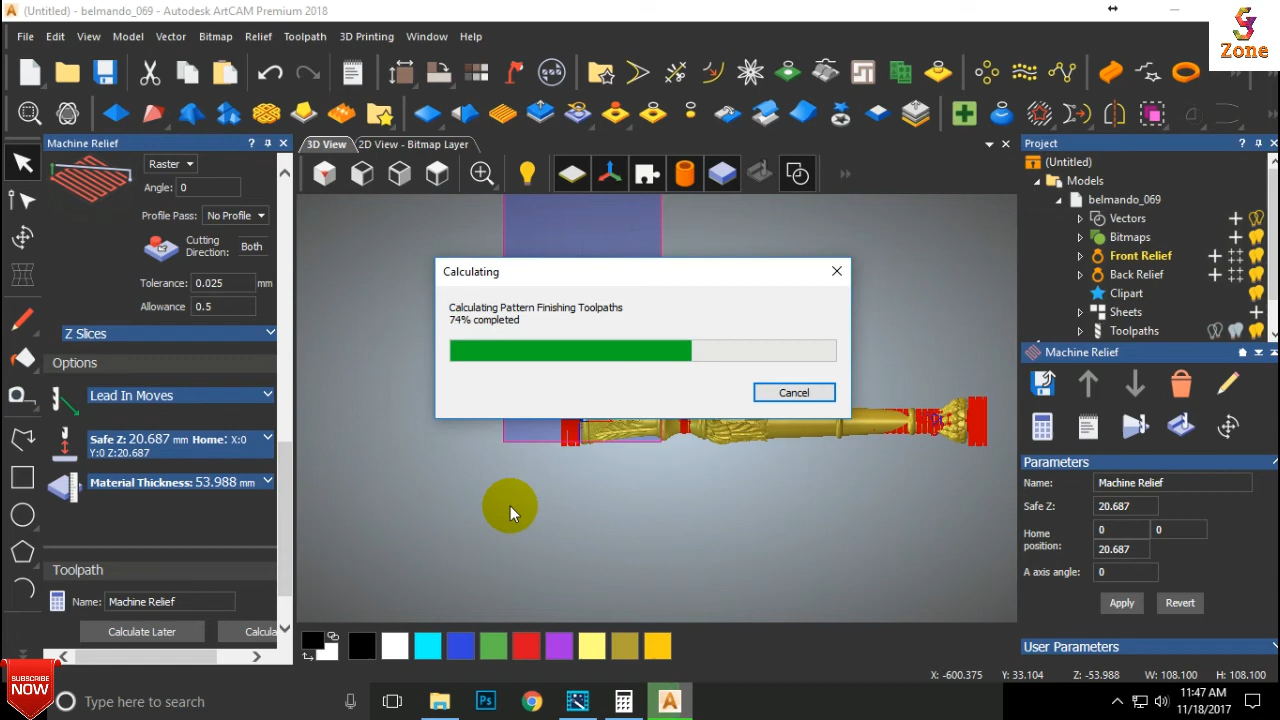 (Untitled) - belmando_069 - Autodesk ArtCAM Premium 2018
File Edit View Model Vector Bitmap Relief Toolpath 3D Printing Window Help
Zone
Machine Relief
3D View
2D View - Bitmap Layer
Project
Raster
Angle: 0
Profile Pass: No Profile
Cutting Direction: Both
Tolerance: 0.025 mm
Allowance 0.5
Z Slices
Options
Lead In Moves
Safe Z: 20.687 mm Home: X:0
Y:0 Z:20.687
Material Thickness: 53.988 mm
Toolpath
Name: Machine Relief
Calculate Later
Calcula
Calculating
Calculating Pattern Finishing Toolpaths
74% completed
Cancel
(Untitled)
Models
belmando_069
Vectors
Bitmaps
Front Relief
Back Relief
Clipart
Sheets
Toolpaths
Machine Relief
Parameters
Name: Machine Relief
Safe Z: 20.687
Home position: 0 0
20.687
A axis angle: 0
Apply Revert
User Parameters
X: -600.375 Y: 33.104 Z: -53.988 W: 108.100 H: 108.100
SUBSCRIBE
NOW
Type here to search
11:47 AM
11/18/2017